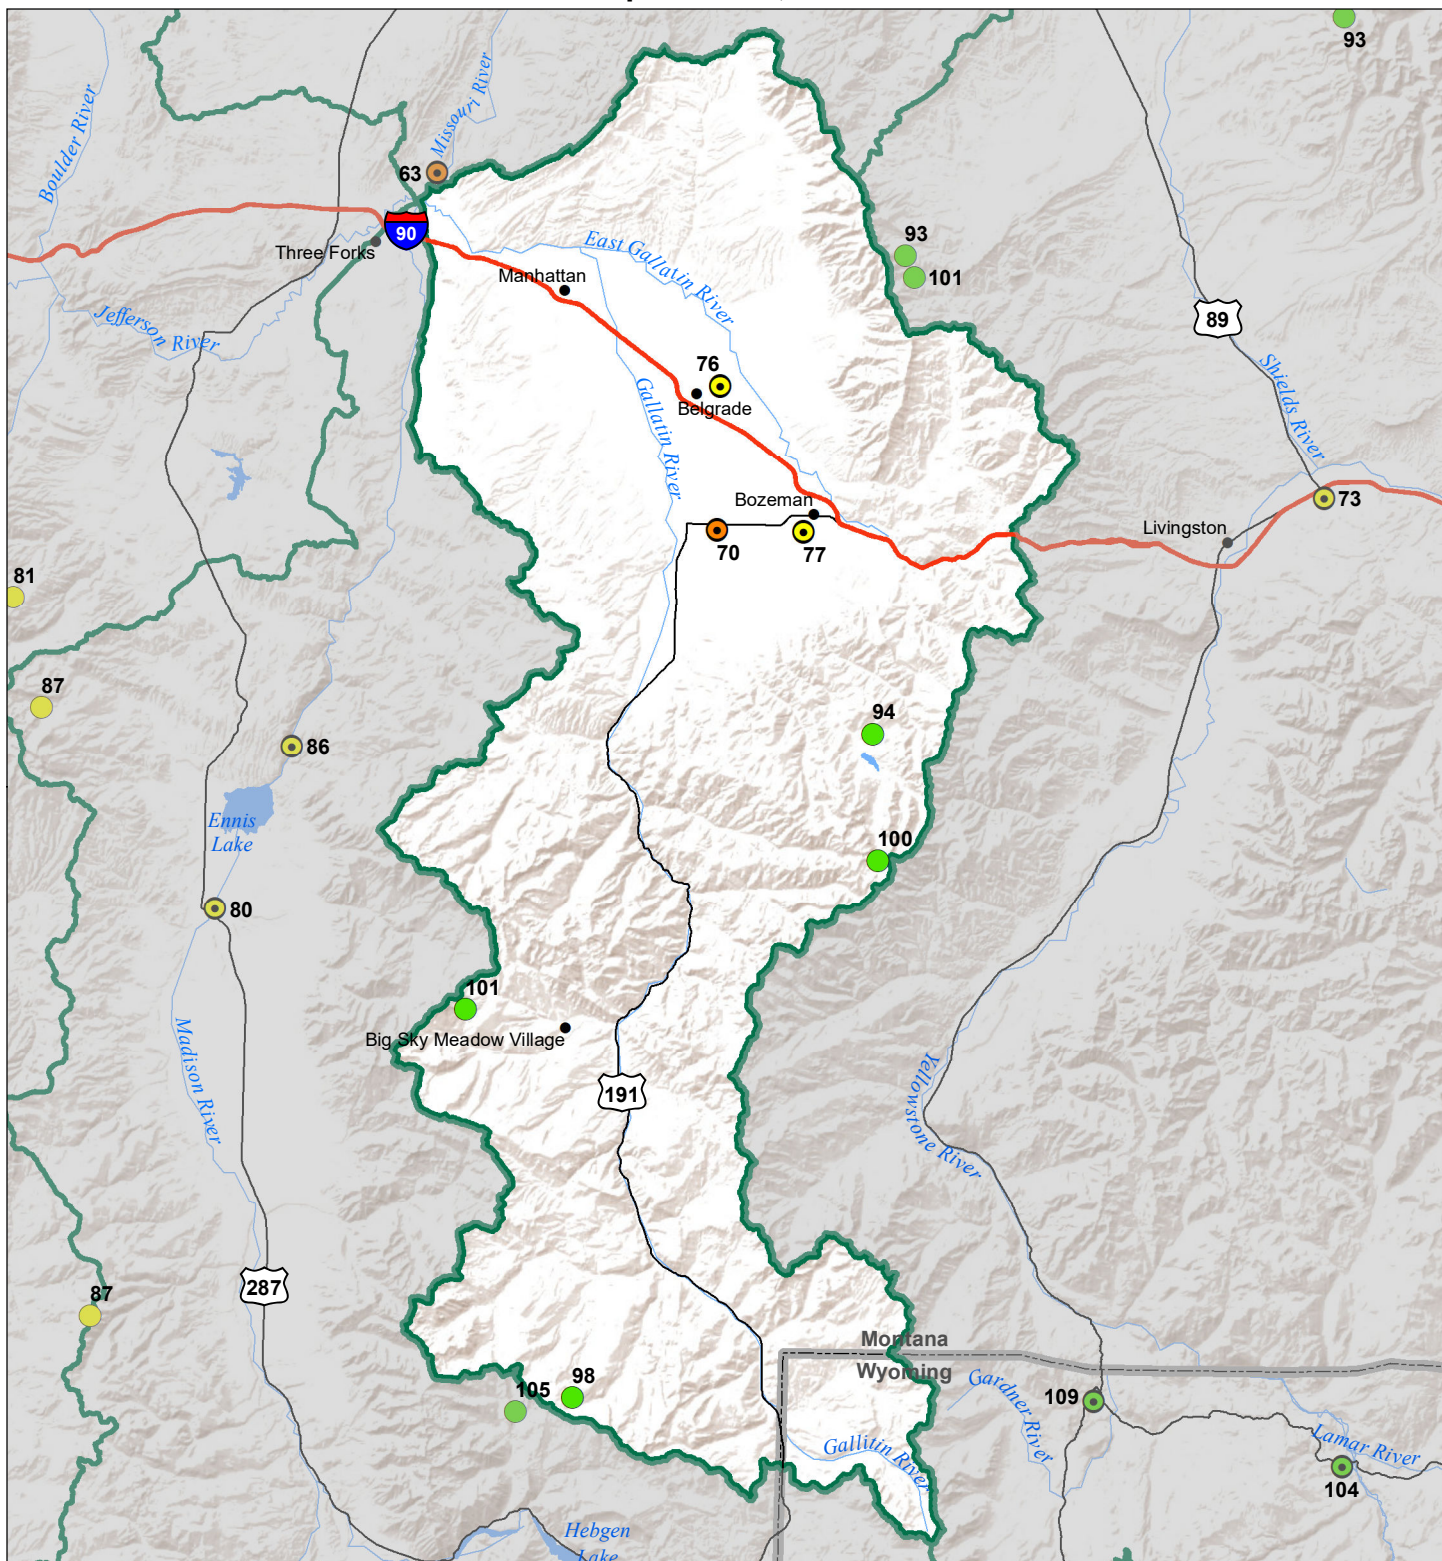 93
Missouri River
Boulder River
63
90
Three Forks
East Gallatin River
93
101
Manhattan
89
Jefferson River
Shields River
76
Belgrade
Gallatin River
Bozeman
73
70
77
Livingston
81
87
94
86
Ennis
Lake
100
80
101
Big Sky Meadow Village
Madison River
191
Yellowstone River
287
87
Montana
Wyoming
98
105
Gardner River
109
Gallitin River
Lamar River
104
Hebgen
Lake